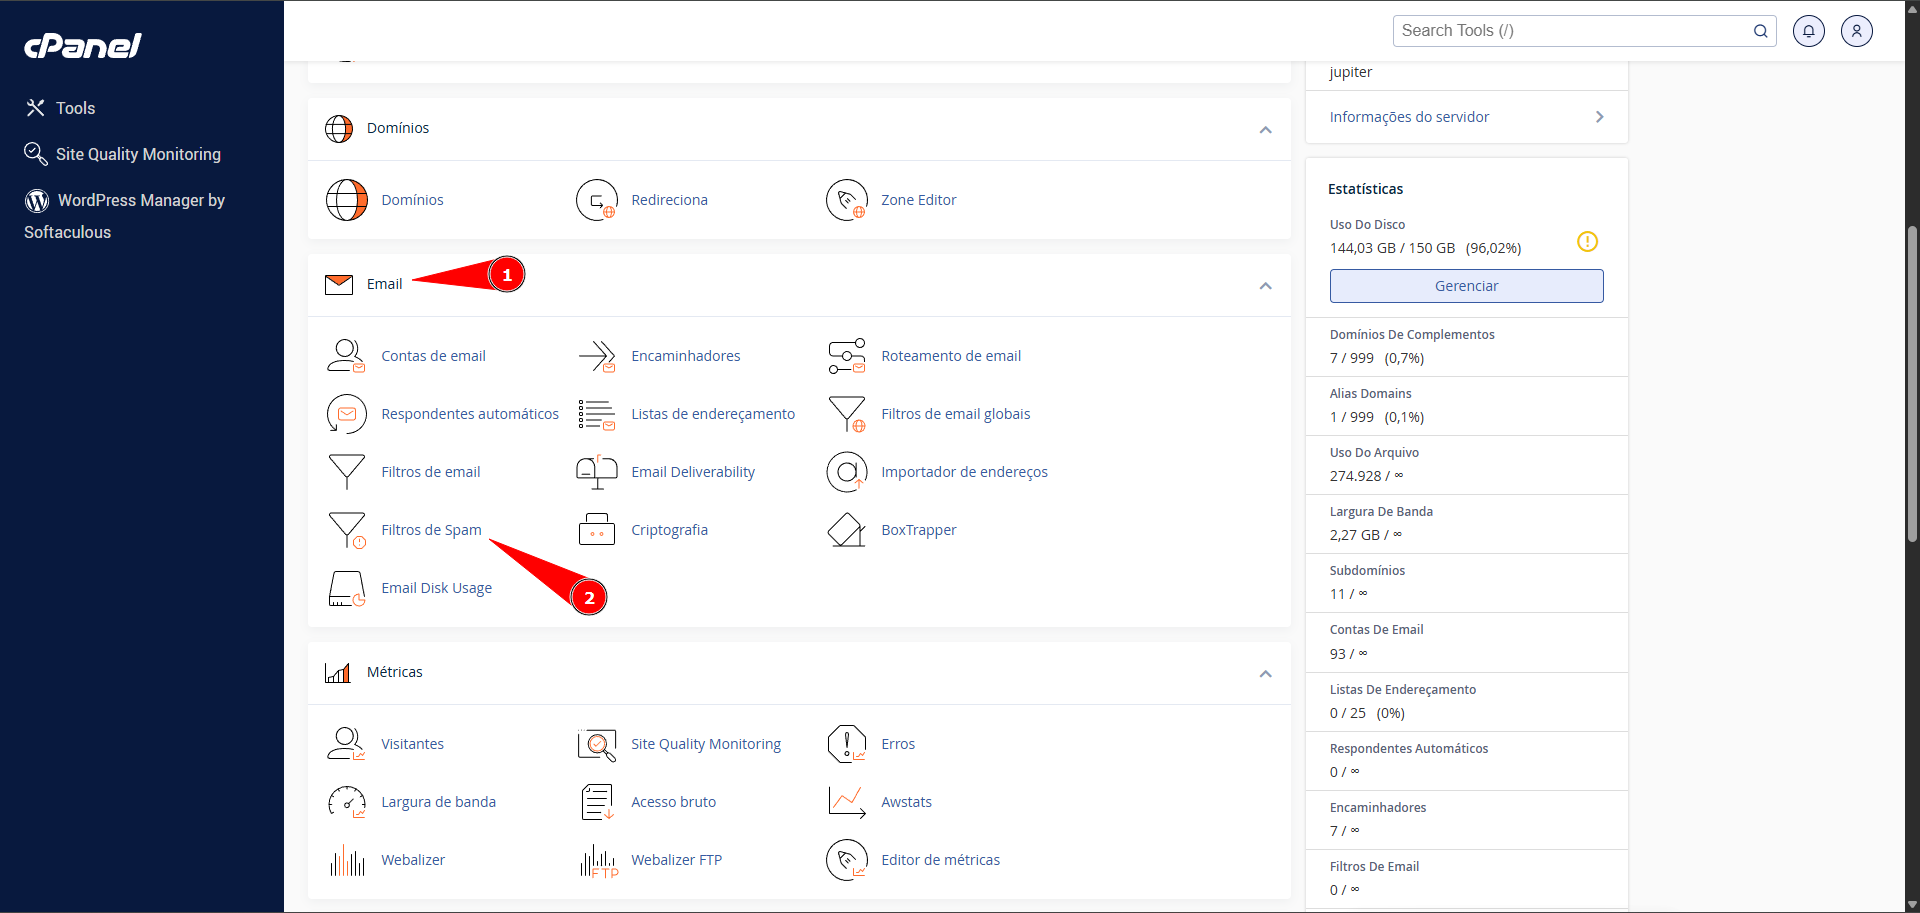 cPanel
Tools
Site Quality Monitoring
WordPress Manager by
Softaculous
Search Tools (/)
Domínios
Domínios
Redireciona
Zone Editor
Email
1
Contas de email
Encaminhadores
Roteamento de email
Respondentes automáticos
Listas de endereçamento
Filtros de email globais
Filtros de email
Email Deliverability
Importador de endereços
Filtros de Spam
Criptografia
BoxTrapper
Email Disk Usage
2
Métricas
Visitantes
Site Quality Monitoring
Erros
Largura de banda
Acesso bruto
Awstats
Webalizer
FTP
Webalizer FTP
Editor de métricas
jupiter
Informações do servidor
Estatísticas
Uso Do Disco
144,03 GB / 150 GB (96,02%)
Gerenciar
Domínios De Complementos
7 / 999 (0,7%)
Alias Domains
1 / 999 (0,1%)
Uso Do Arquivo
274.928 / ∞
Largura De Banda
2,27 GB / ∞
Subdomínios
11 / ∞
Contas De Email
93 / ∞
Listas De Endereçamento
0 / 25 (0%)
Respondentes Automáticos
0 / ∞
Encaminhadores
7 / ∞
Filtros De Email
0 / ∞